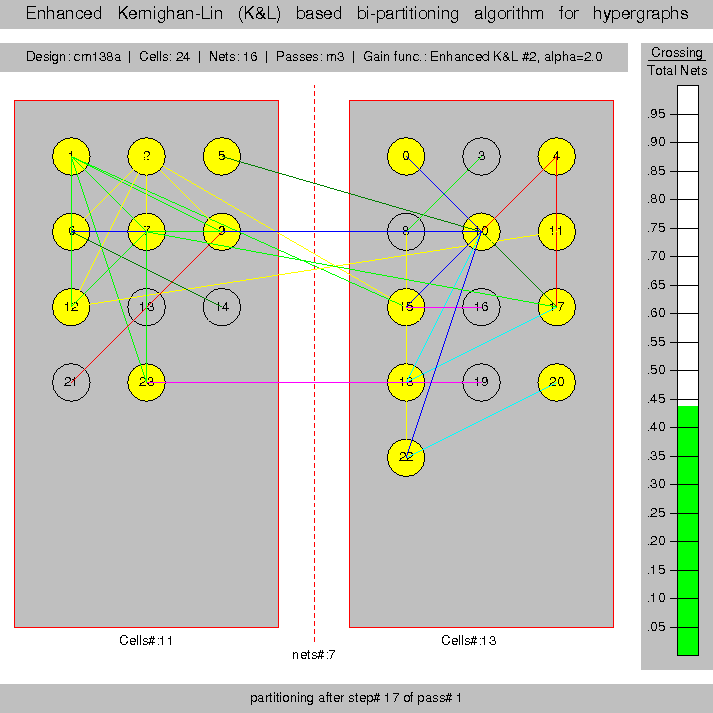 Enhanced Kernighan-Lin (K&L) based bi-partitioning algorithm for hypergraphs
Design: cm138a | Cells: 24 | Nets: 16 | Passes: m3 | Gain func.: Enhanced K&L #2, alpha=2.0
Crossing
Total Nets
.95
.90
.85
.80
.75
.70
.65
.60
.55
.50
.45
.40
.35
.30
.25
.20
.15
.10
.05
1 2 5 0 3 4
6 7 9 8 10 11
12 13 14 15 16 17
21 23 18 19 20
22
Cells#:11
Cells#:13
nets#:7
partitioning after step# 17 of pass# 1